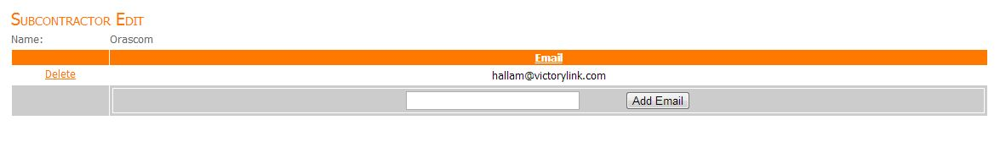 Subcontractor Edit
Name: Orascom
Email
Delete hallam@victorylink.com
Add Email